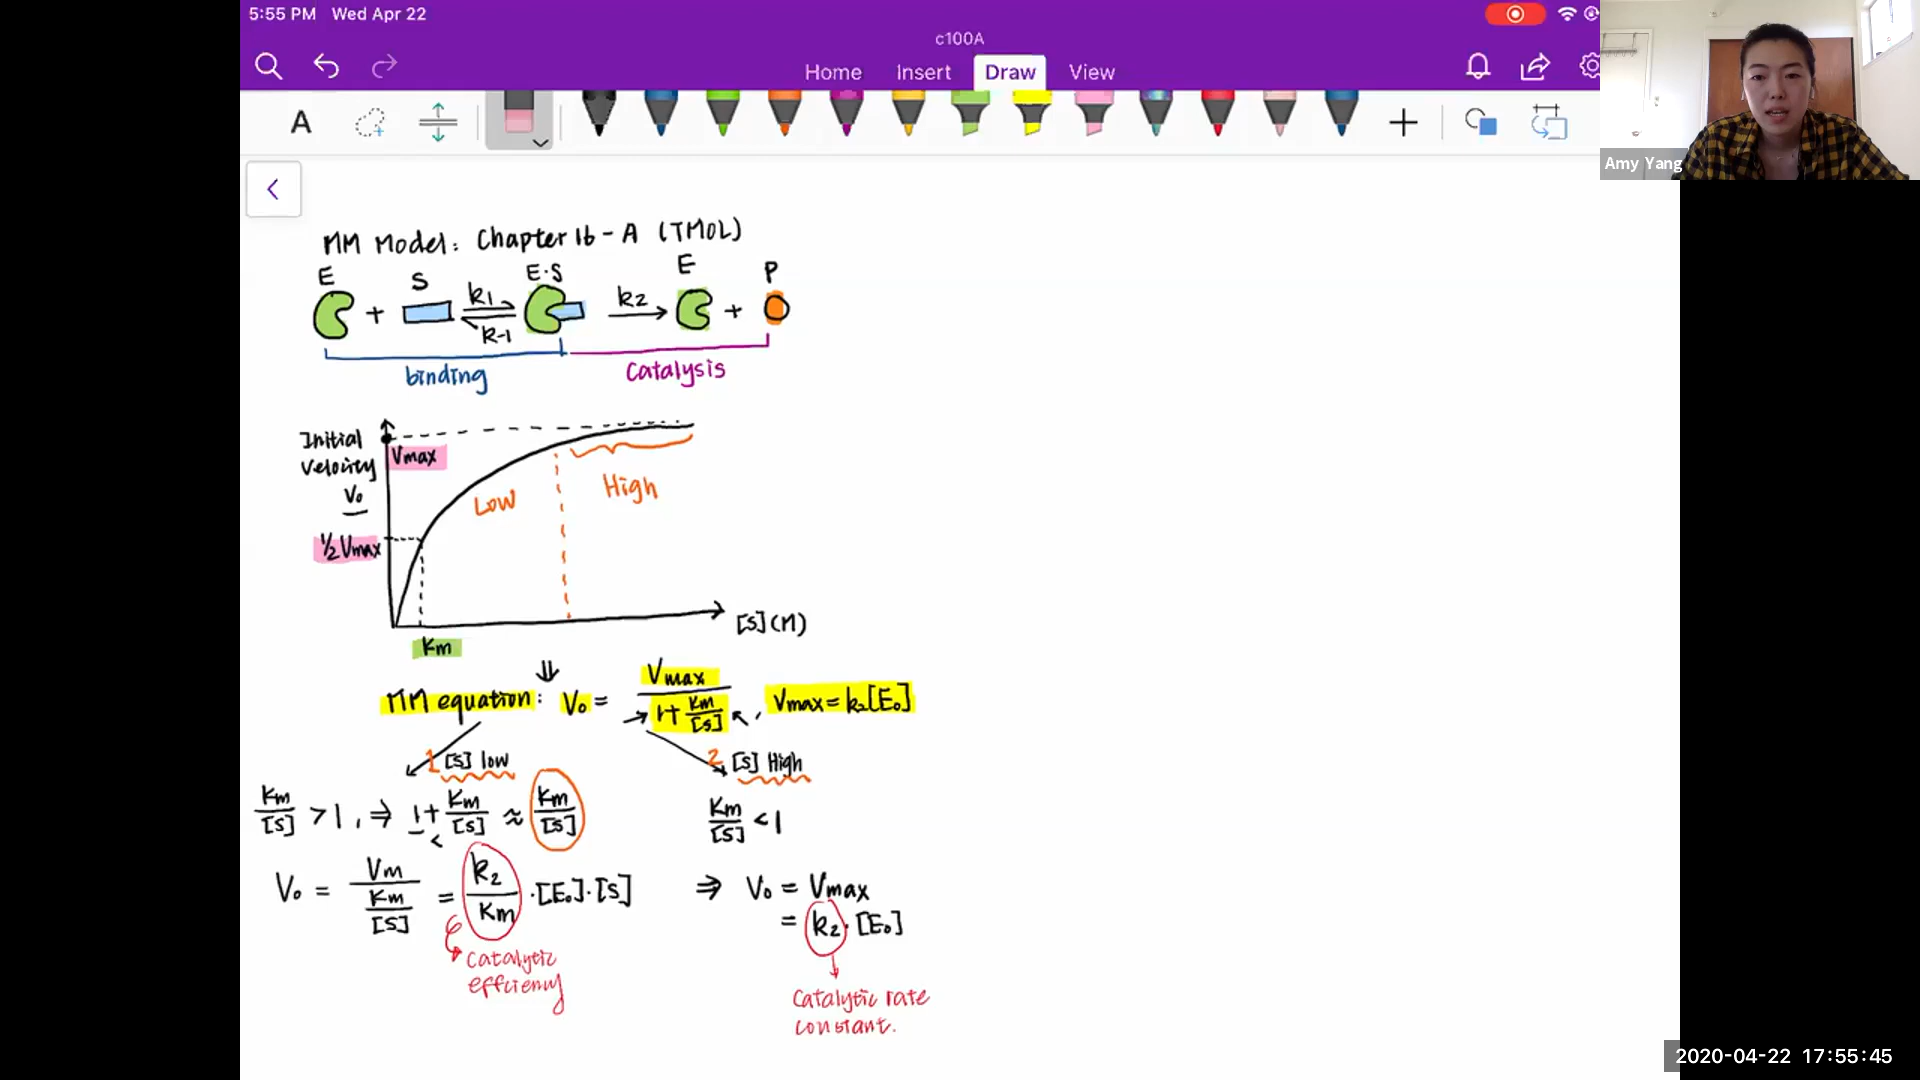 5:55 PM Wed Apr 22
c100A
Home Insert Draw View
A
Amy Yang
MM Model: Chapter 16-A (TMOL)
E + S k1 k-1 E·S k2 E + P
binding Catalysis
Initial velocity V₀
Vmax
Low High
½ Vmax
Km
[S](M)
⇓
MM equation: V₀ = Vmax / 1+ Km/[S] , Vmax = k₂[E₀]
1 [S] low 2 [S] High
Km/[S] > 1, ⇒ 1+ Km/[S] ≈ Km/[S]
<
Km/[S] < 1
V₀ = Vm / Km/[S] = k₂/Km ·[E₀]·[S]
⇒ V₀ = Vmax
= k₂·[E₀]
Catalytic
effciency
Catalytic rate
constant.
2020-04-22 17:55:45